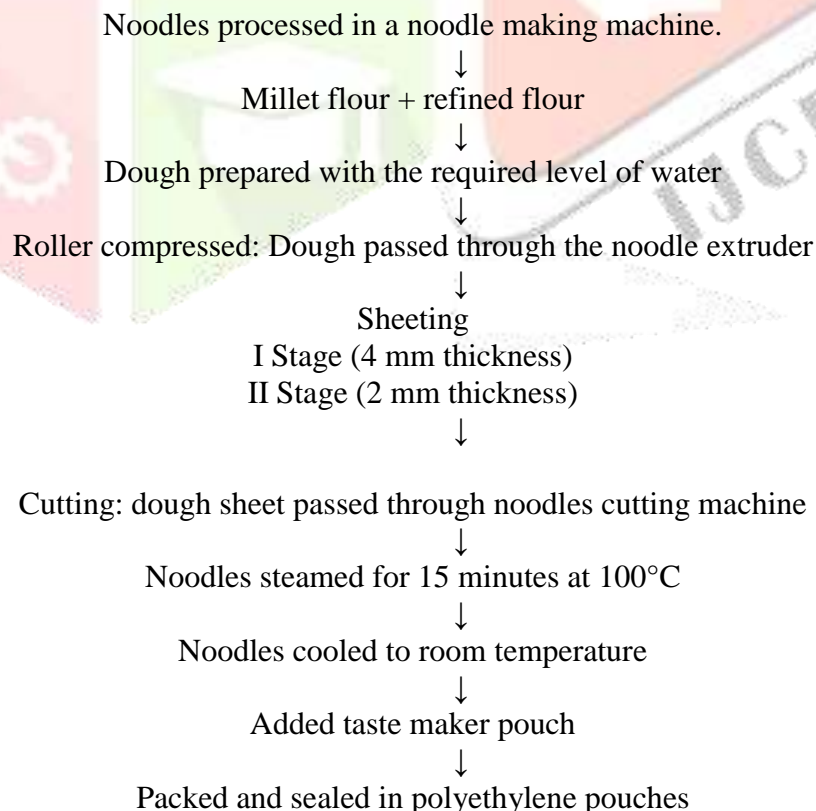 Noodles processed in a noodle making machine.
↓
Millet flour + refined flour
↓
Dough prepared with the required level of water
↓
Roller compressed: Dough passed through the noodle extruder
↓
Sheeting
I Stage (4 mm thickness)
II Stage (2 mm thickness)
↓
Cutting: dough sheet passed through noodles cutting machine
↓
Noodles steamed for 15 minutes at 100°C
↓
Noodles cooled to room temperature
↓
Added taste maker pouch
↓
Packed and sealed in polyethylene pouches